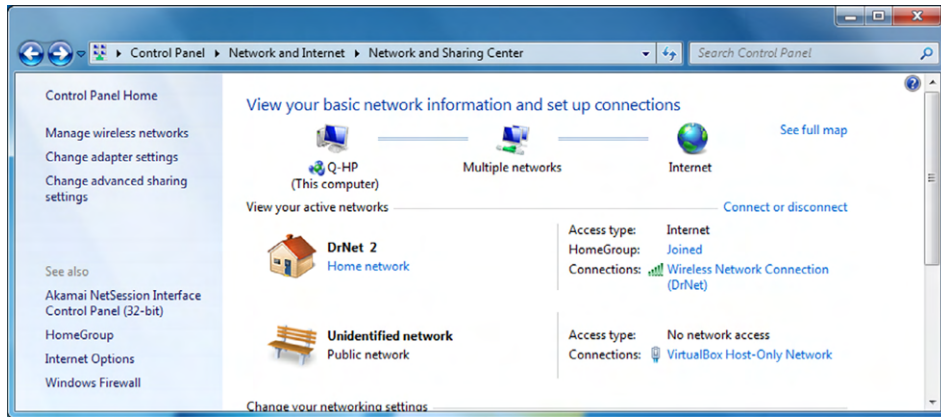 Control Panel Network and Internet Network and Sharing Center Search Control Panel
Control Panel Home
Manage wireless networks
Change adapter settings
Change advanced sharing
settings
See also
Akamai NetSession Interface
Control Panel (32-bit)
HomeGroup
Internet Options
Windows Firewall
View your basic network information and set up connections
See full map
Q-HP
(This computer)
Multiple networks
Internet
View your active networks
Connect or disconnect
DrNet 2
Home network
Access type: Internet
HomeGroup: Joined
Connections: Wireless Network Connection
(DrNet)
Unidentified network
Public network
Access type: No network access
Connections: VirtualBox Host-Only Network
Change your networking settings